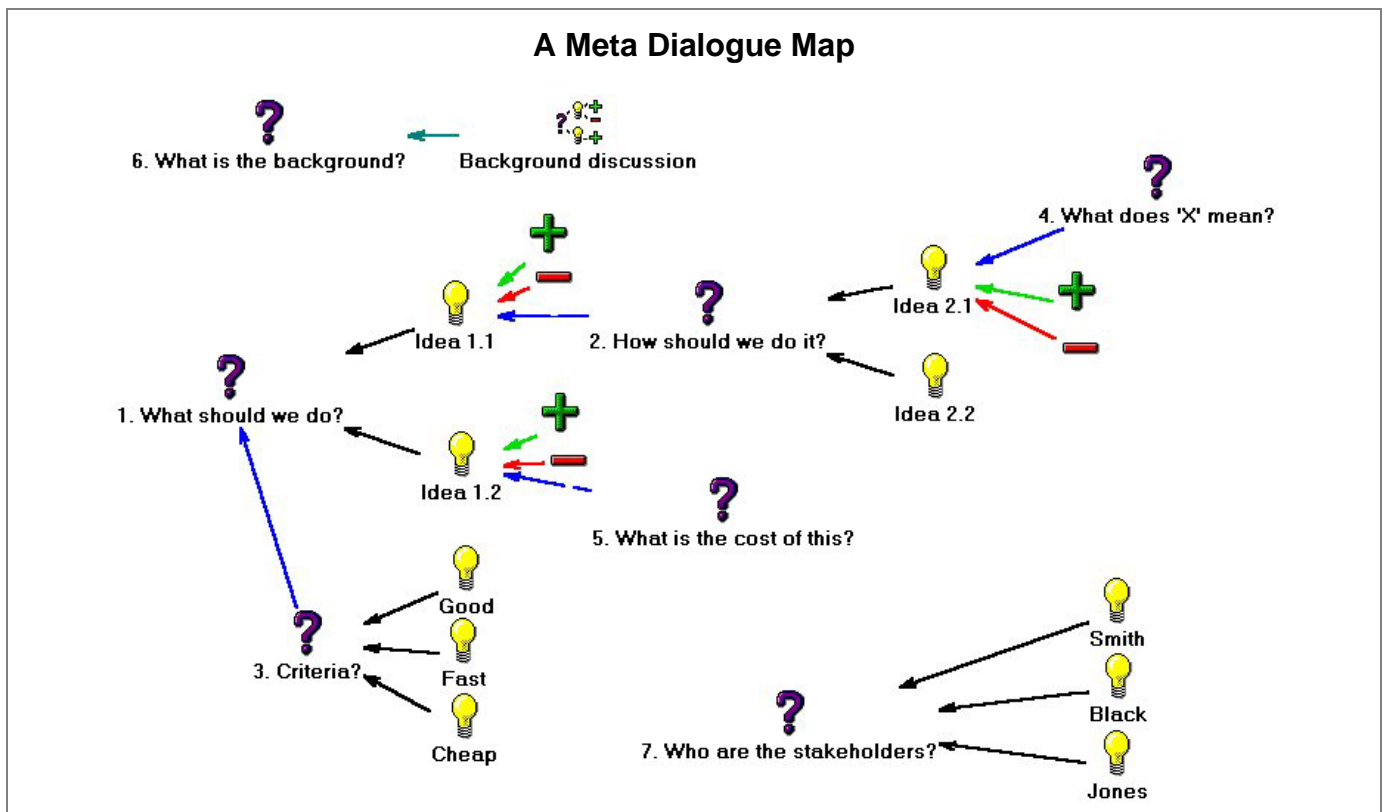 A Meta Dialogue Map
6. What is the background?
Background discussion
4. What does 'X' mean?
Idea 1.1
2. How should we do it?
Idea 2.1
1. What should we do?
Idea 2.2
Idea 1.2
5. What is the cost of this?
Good
3. Criteria?
Fast
Cheap
Smith
7. Who are the stakeholders?
Black
Jones